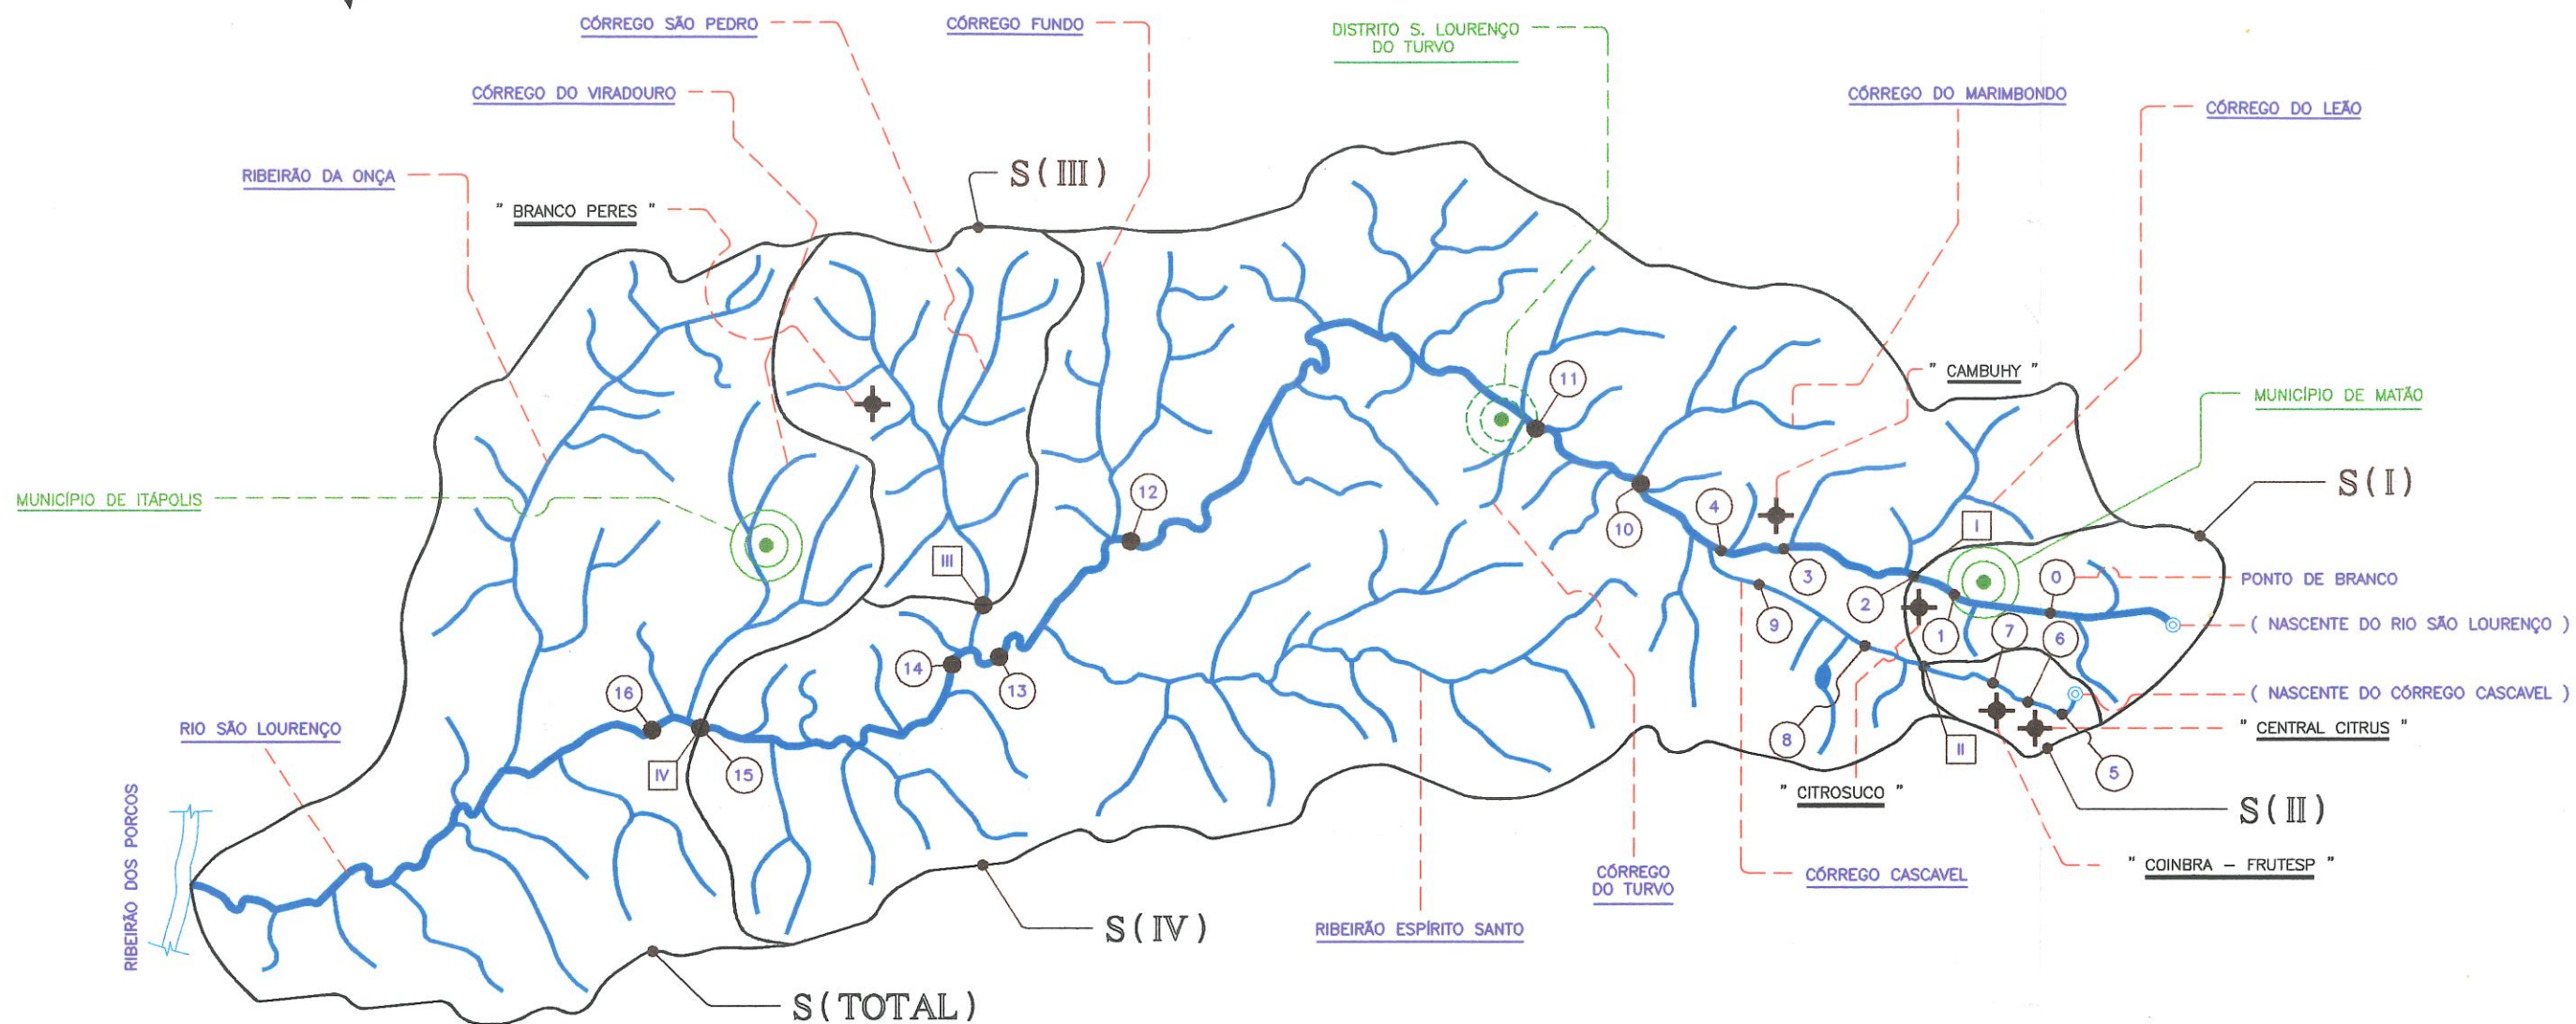 CÓRREGO SÃO PEDRO
CÓRREGO FUNDO
DISTRITO S. LOURENÇO
DO TURVO
CÓRREGO DO VIRADOURO
CÓRREGO DO MARIMBONDO
CÓRREGO DO LEÃO
RIBEIRÃO DA ONÇA
S(III)
" BRANCO PERES "
" CAMBUHY "
11
MUNICÍPIO DE MATÃO
S(I)
MUNICÍPIO DE ITÁPOLIS
12
4
10
I
III
3
2
0
PONTO DE BRANCO
9
1
7
6
( NASCENTE DO RIO SÃO LOURENÇO )
14
13
16
( NASCENTE DO CÓRREGO CASCAVEL )
RIO SÃO LOURENÇO
8
II
" CENTRAL CITRUS "
IV
15
5
" CITROSUCO "
S(II)
RIBEIRÃO DOS PORCOS
CÓRREGO
DO TURVO
CÓRREGO CASCAVEL
" COINBRA – FRUTESP "
S(IV)
RIBEIRÃO ESPÍRITO SANTO
S(TOTAL)